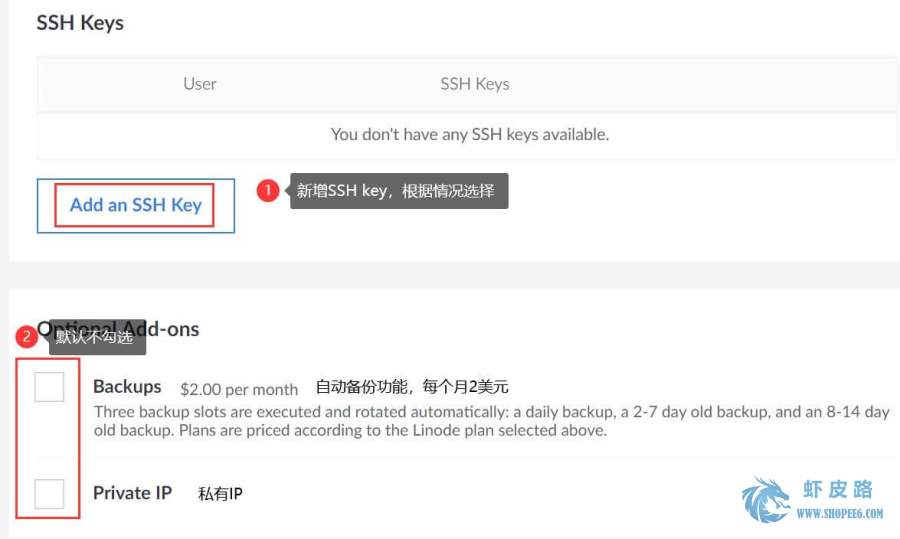 SSH Keys
User SSH Keys
You don't have any SSH keys available.
Add an SSH Key
1 新增SSH key，根据情况选择
Optional Add-ons
2 默认不勾选
Backups $2.00 per month 自动备份功能，每个月2美元
Three backup slots are executed and rotated automatically: a daily backup, a 2-7 day old backup, and an 8-14 day
old backup. Plans are priced according to the Linode plan selected above.
Private IP 私有IP
虾皮路
WWW.SHOPEE6.COM